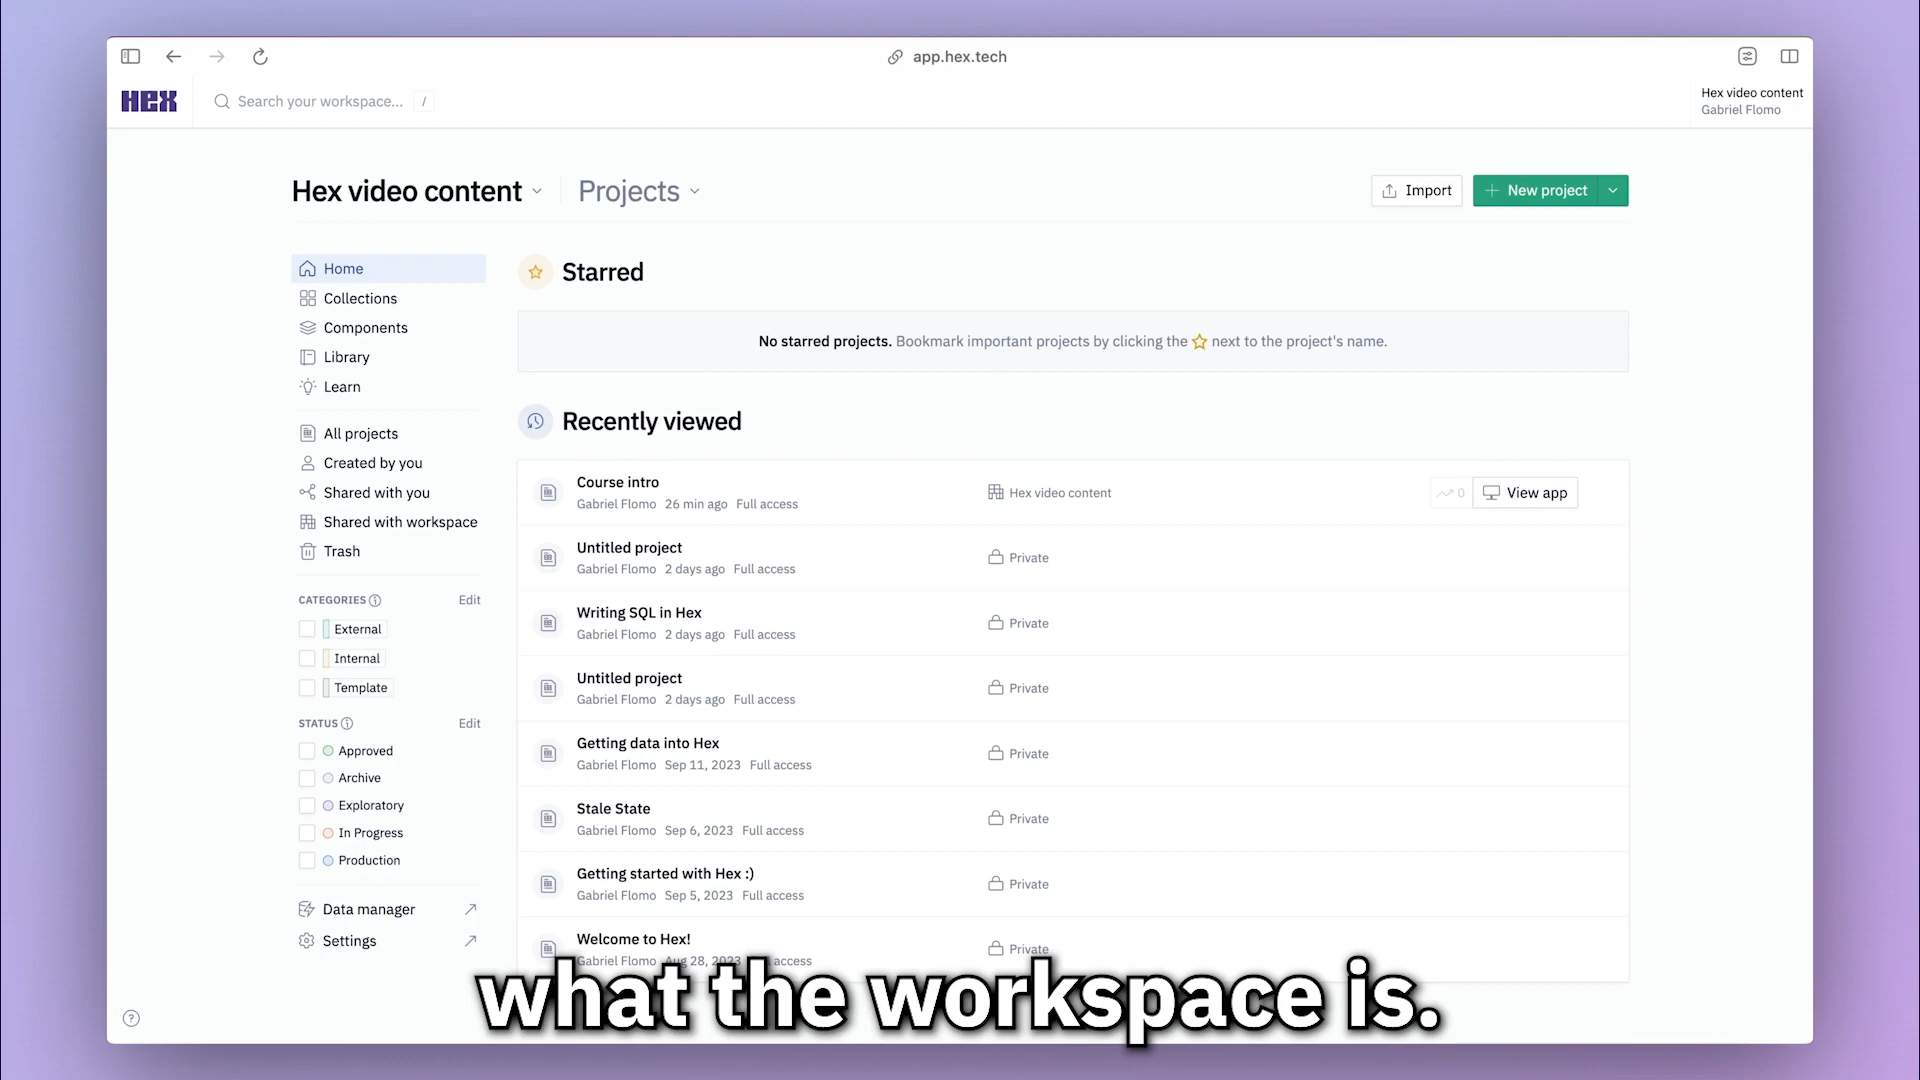 app.hex.tech
HEX
Search your workspace... /
Hex video content
Gabriel Flomo
Hex video content
Projects
Import
New project
Home
Collections
Components
Library
Learn
All projects
Created by you
Shared with you
Shared with workspace
Trash
CATEGORIES Edit
External
Internal
Template
STATUS Edit
Approved
Archive
Exploratory
In Progress
Production
Data manager
Settings
Starred
No starred projects. Bookmark important projects by clicking the next to the project's name.
Recently viewed
Course intro
Gabriel Flomo 26 min ago Full access
Hex video content
0
View app
Untitled project
Gabriel Flomo 2 days ago Full access
Private
Writing SQL in Hex
Gabriel Flomo 2 days ago Full access
Private
Untitled project
Gabriel Flomo 2 days ago Full access
Private
Getting data into Hex
Gabriel Flomo Sep 11, 2023 Full access
Private
Stale State
Gabriel Flomo Sep 6, 2023 Full access
Private
Getting started with Hex :)
Gabriel Flomo Sep 5, 2023 Full access
Private
Welcome to Hex!
Gabriel Flomo Aug 28, 2023 access
Private
what the workspace is.
?